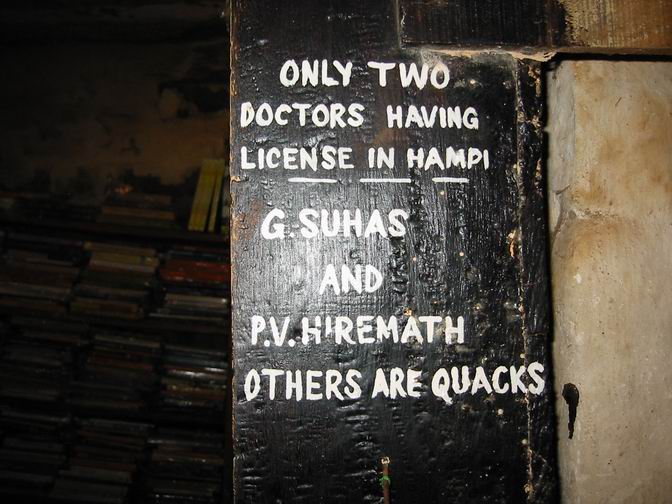 ONLY TWO
DOCTORS HAVING
LICENSE IN HAMPI
G. SUHAS
AND
P.V. HIREMATH
OTHERS ARE QUACKS